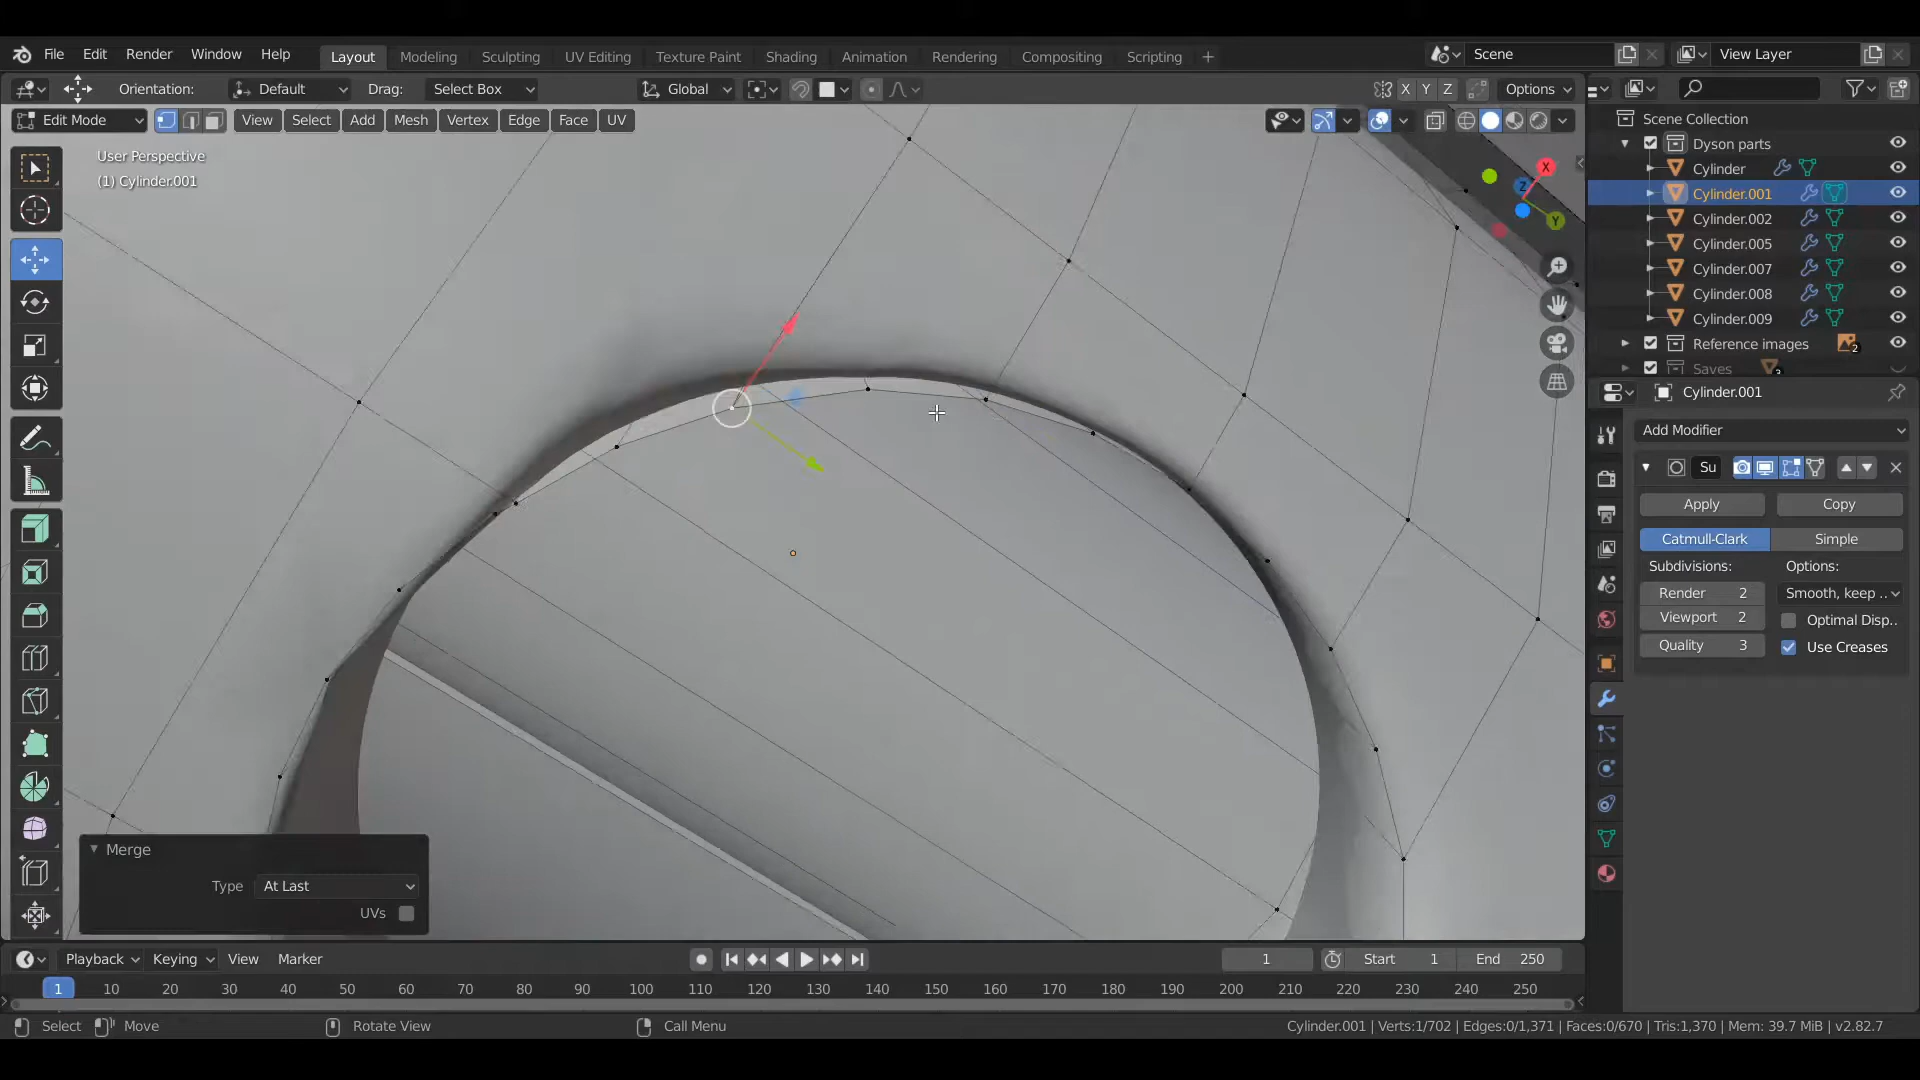 File Edit Render Window Help Layout Modeling Sculpting UV Editing Texture Paint Shading Animation Rendering Compositing Scripting + Scene View Layer
Orientation: Default Drag: Select Box Global X Y Z Options
Edit Mode View Select Add Mesh Vertex Edge Face UV
User Perspective
(1) Cylinder.001
X
Z
Y
Scene Collection
Dyson parts
Cylinder
Cylinder.001
Cylinder.002
Cylinder.005
Cylinder.007
Cylinder.008
Cylinder.009
Reference images 2
Saves
Cylinder.001
Add Modifier
Su
Apply Copy
Catmull-Clark Simple
Subdivisions: Options:
Render 2 Smooth, keep ..
Viewport 2 Optimal Disp..
Quality 3 Use Creases
Merge
Type At Last
UVs
Playback Keying View Marker 1 Start 1 End 250
1 10 20 30 40 50 60 70 80 90 100 110 120 130 140 150 160 170 180 190 200 210 220 230 240 250
Select Move Rotate View Call Menu Cylinder.001 | Verts:1/702 | Edges:0/1,371 | Faces:0/670 | Tris:1,370 | Mem: 39.7 MiB | v2.82.7